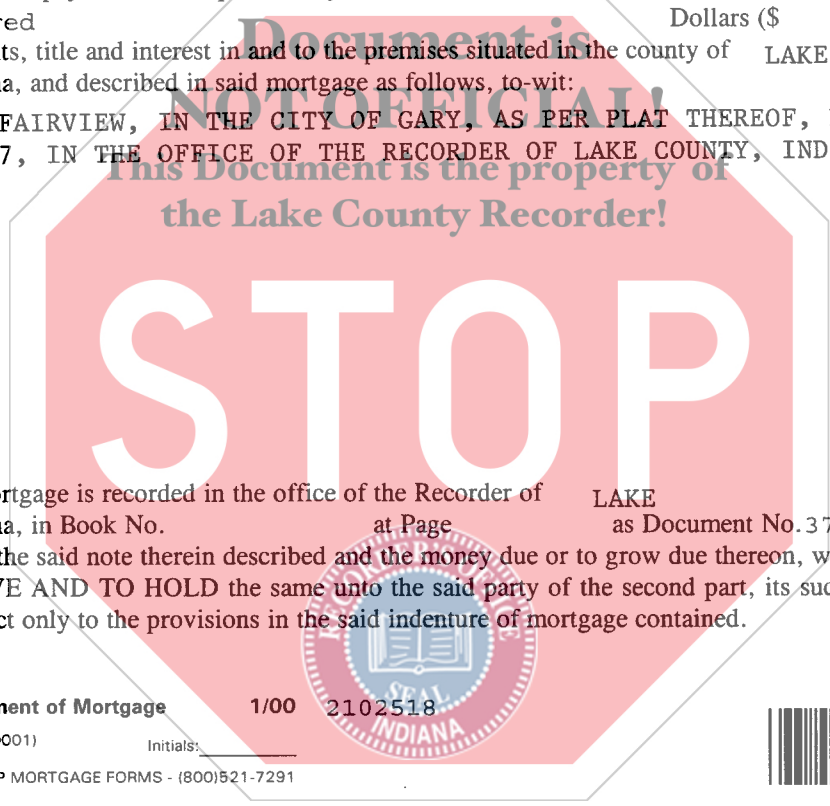 red Dollars ($
Document is
ts, title and interest in and to the premises situated in the county of LAKE
a, and described in said mortgage as follows, to-wit:
NOT OFFICIAL!
FAIRVIEW, IN THE CITY OF GARY, AS PER PLAT THEREOF,
7, IN THE OFFICE OF THE RECORDER OF LAKE COUNTY, IND
This Document is the property of
the Lake County Recorder!
STOP
rtgage is recorded in the office of the Recorder of LAKE
a, in Book No. at Page as Document No. 37
the said note therein described and the money due or to grow due thereon, w
VE AND TO HOLD the same unto the said party of the second part, its suc
ct only to the provisions in the said indenture of mortgage contained.
RECORDER'S OFFICE
SEAL
INDIANA
ment of Mortgage 1/00 2102518
0001) Initials:
P MORTGAGE FORMS - (800)521-7291